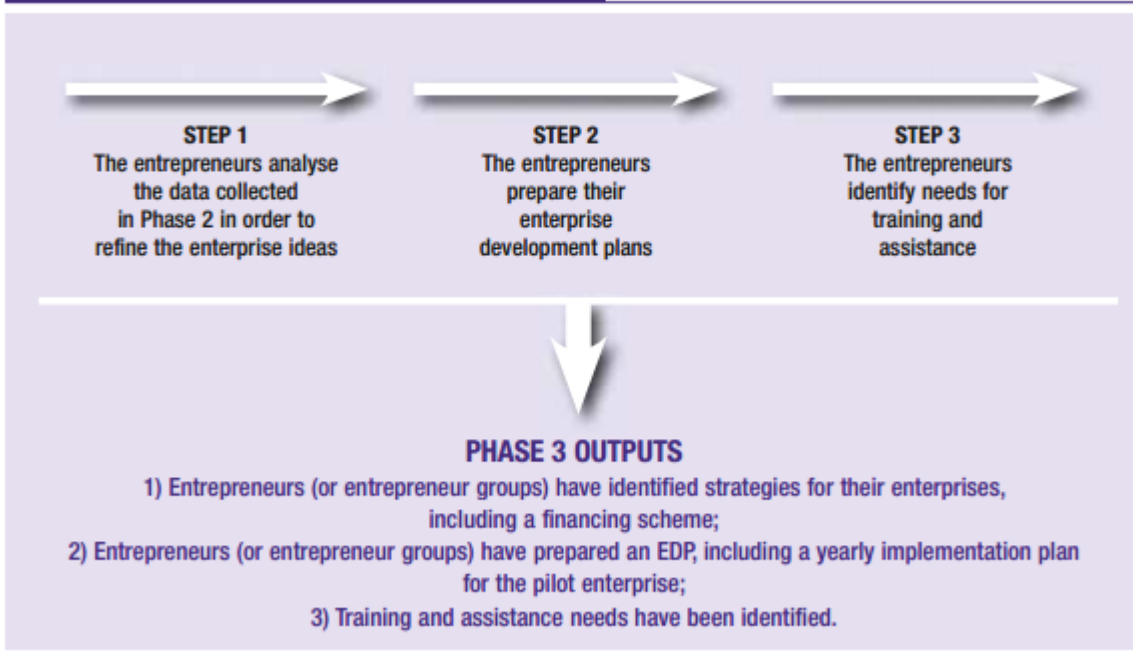 STEP 1
The entrepreneurs analyse
the data collected
in Phase 2 in order to
refine the enterprise ideas
STEP 2
The entrepreneurs
prepare their
enterprise
development plans
STEP 3
The entrepreneurs
identify needs for
training and
assistance
PHASE 3 OUTPUTS
1) Entrepreneurs (or entrepreneur groups) have identified strategies for their enterprises,
including a financing scheme;
2) Entrepreneurs (or entrepreneur groups) have prepared an EDP, including a yearly implementation plan
for the pilot enterprise;
3) Training and assistance needs have been identified.